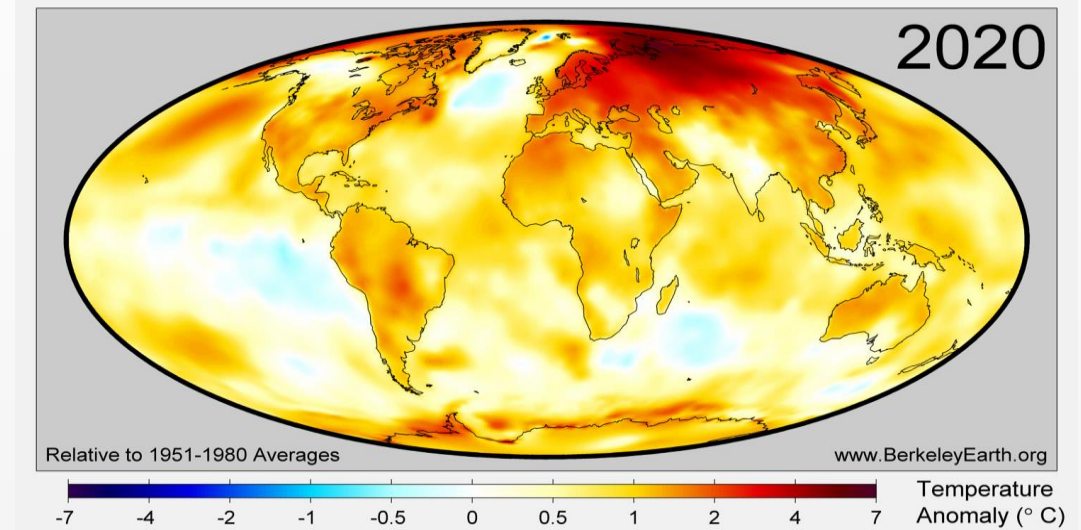 2020
Relative to 1951-1980 Averages
www.BerkeleyEarth.org
-7 -4 -2 -1 -0.5 0 0.5 1 2 4 7
Temperature
Anomaly (° C)